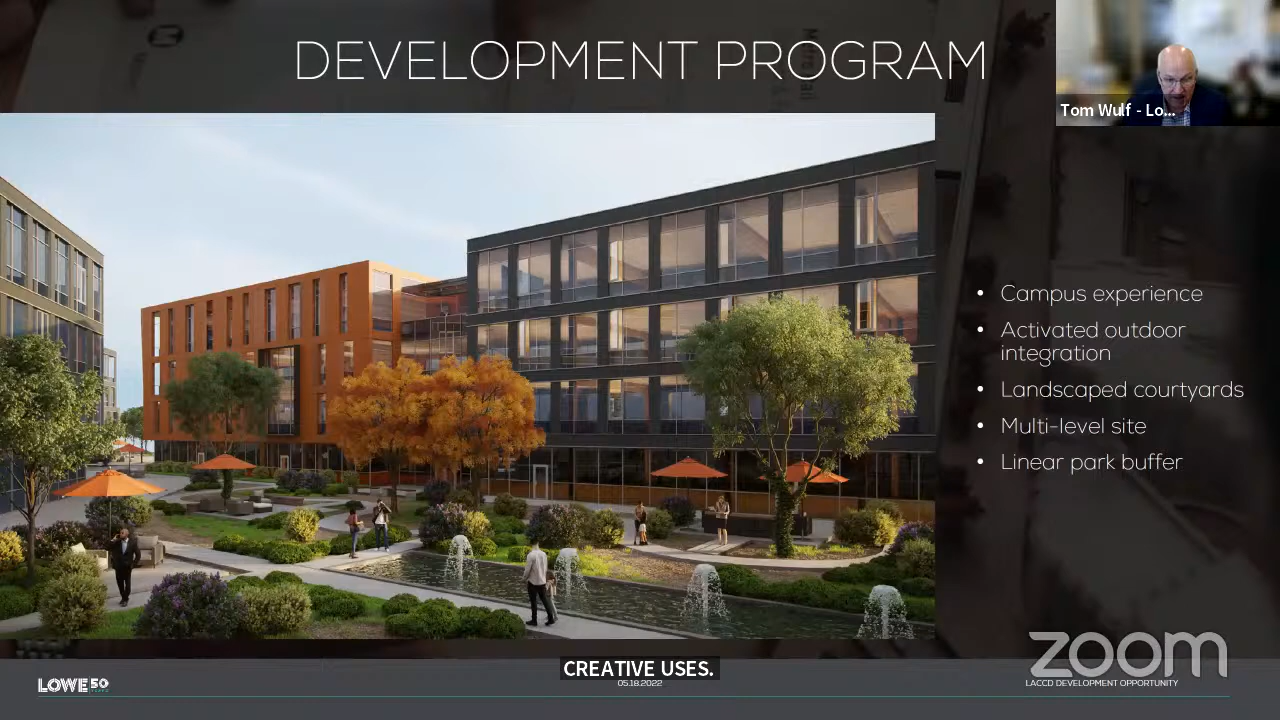 DEVELOPMENT PROGRAM
Tom Wulf - Lo...
• Campus experience
• Activated outdoor
integration
• Landscaped courtyards
• Multi-level site
• Linear park buffer
zoom
CREATIVE USES.
LOWE 50
05.18.2022
LACCD DEVELOPMENT OPPORTUNITY